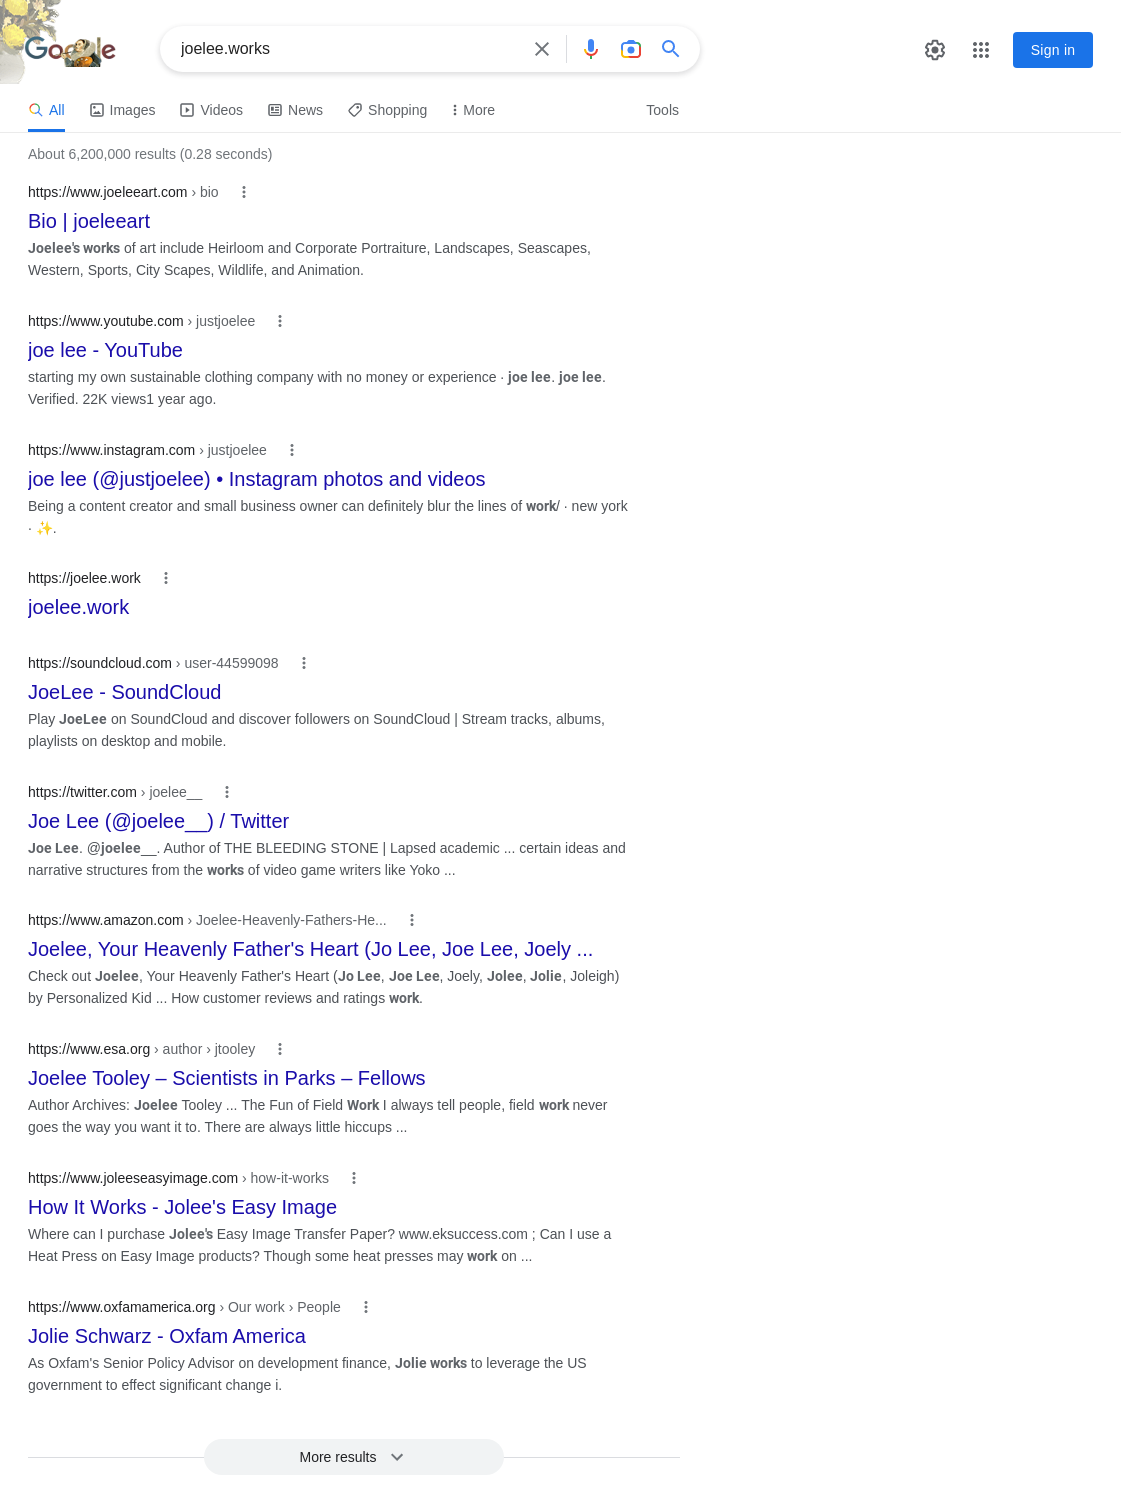 Google
joelee.works
Sign in
All
Images
Videos
News
Shopping
More
Tools
About 6,200,000 results (0.28 seconds)
https://www.joeleeart.com › bio
Bio | joeleeart
Joelee's works of art include Heirloom and Corporate Portraiture, Landscapes, Seascapes,
Western, Sports, City Scapes, Wildlife, and Animation.
https://www.youtube.com › justjoelee
joe lee - YouTube
starting my own sustainable clothing company with no money or experience · joe lee. joe lee.
Verified. 22K views1 year ago.
https://www.instagram.com › justjoelee
joe lee (@justjoelee) • Instagram photos and videos
Being a content creator and small business owner can definitely blur the lines of work/ · new york
· ✨.
https://joelee.work
joelee.work
https://soundcloud.com › user-44599098
JoeLee - SoundCloud
Play JoeLee on SoundCloud and discover followers on SoundCloud | Stream tracks, albums,
playlists on desktop and mobile.
https://twitter.com › joelee__
Joe Lee (@joelee__) / Twitter
Joe Lee. @joelee__. Author of THE BLEEDING STONE | Lapsed academic ... certain ideas and
narrative structures from the works of video game writers like Yoko ...
https://www.amazon.com › Joelee-Heavenly-Fathers-He...
Joelee, Your Heavenly Father's Heart (Jo Lee, Joe Lee, Joely ...
Check out Joelee, Your Heavenly Father's Heart (Jo Lee, Joe Lee, Joely, Jolee, Jolie, Joleigh)
by Personalized Kid ... How customer reviews and ratings work.
https://www.esa.org › author › jtooley
Joelee Tooley – Scientists in Parks – Fellows
Author Archives: Joelee Tooley ... The Fun of Field Work I always tell people, field work never
goes the way you want it to. There are always little hiccups ...
https://www.joleeseasyimage.com › how-it-works
How It Works - Jolee's Easy Image
Where can I purchase Jolee's Easy Image Transfer Paper? www.eksuccess.com ; Can I use a
Heat Press on Easy Image products? Though some heat presses may work on ...
https://www.oxfamamerica.org › Our work › People
Jolie Schwarz - Oxfam America
As Oxfam's Senior Policy Advisor on development finance, Jolie works to leverage the US
government to effect significant change i.
More results